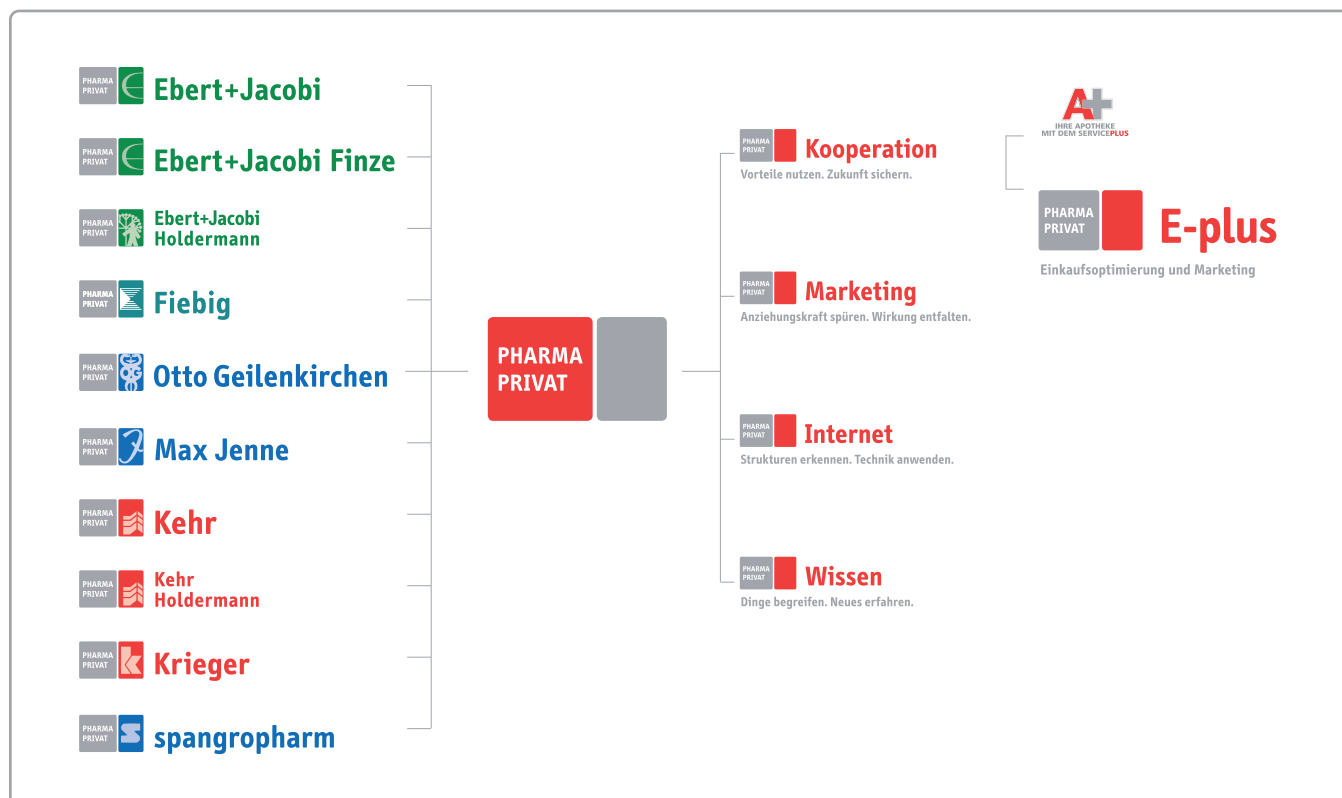 PHARMA
PRIVAT
Ebert+Jacobi
PHARMA
PRIVAT
Ebert+Jacobi Finze
PHARMA
PRIVAT
Ebert+Jacobi
Holdermann
PHARMA
PRIVAT
Fiebig
PHARMA
PRIVAT
Otto Geilenkirchen
PHARMA
PRIVAT
Max Jenne
PHARMA
PRIVAT
Kehr
PHARMA
PRIVAT
Kehr
Holdermann
PHARMA
PRIVAT
Krieger
PHARMA
PRIVAT
spangropharm
PHARMA
PRIVAT
PHARMA
PRIVAT
Kooperation
Vorteile nutzen. Zukunft sichern.
PHARMA
PRIVAT
Marketing
Anziehungskraft spüren. Wirkung entfalten.
PHARMA
PRIVAT
Internet
Strukturen erkennen. Technik anwenden.
PHARMA
PRIVAT
Wissen
Dinge begreifen. Neues erfahren.
A+
IHRE APOTHEKE
MIT DEM SERVICEPLUS
PHARMA
PRIVAT
E-plus
Einkaufsoptimierung und Marketing